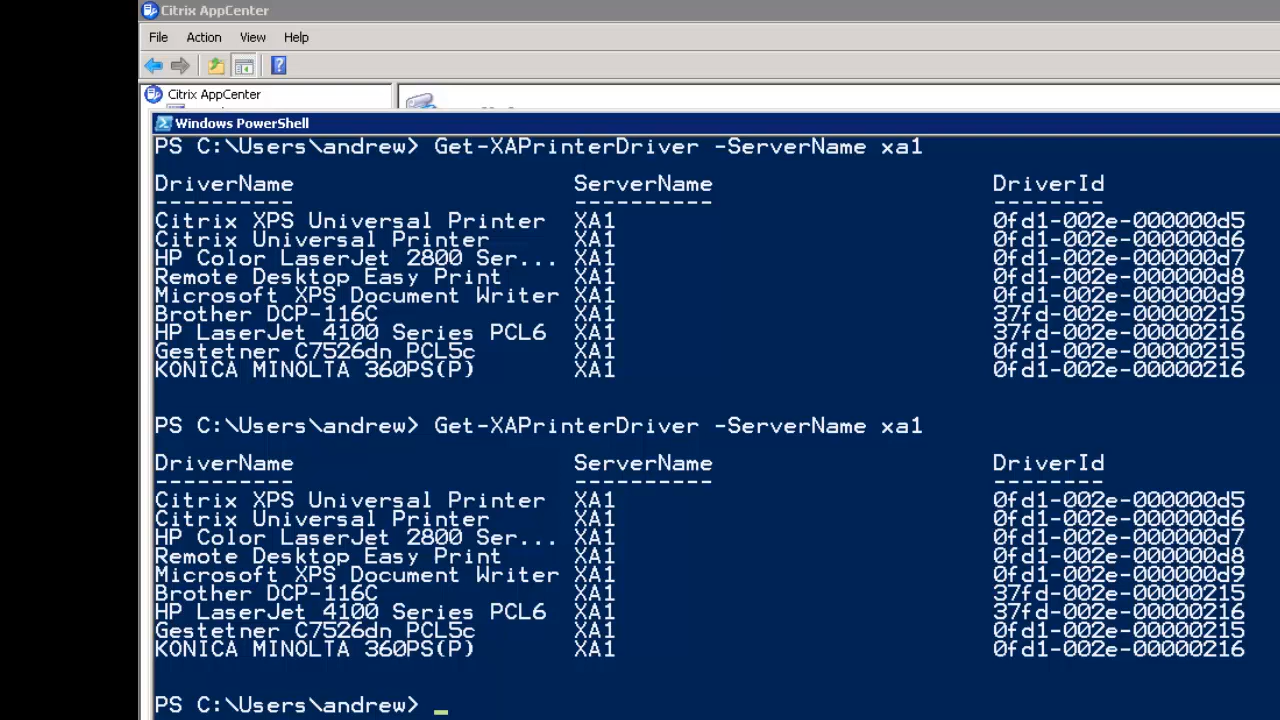 Citrix AppCenter
File Action View Help
Citrix AppCenter
Windows PowerShell
PS C:\Users\andrew> Get-XAPrinterDriver -ServerName xa1
DriverName ServerName DriverId
---------- ---------- --------
Citrix XPS Universal Printer XA1 0fd1-002e-000000d5
Citrix Universal Printer XA1 0fd1-002e-000000d6
HP Color LaserJet 2800 Ser... XA1 0fd1-002e-000000d7
Remote Desktop Easy Print XA1 0fd1-002e-000000d8
Microsoft XPS Document Writer XA1 0fd1-002e-000000d9
Brother DCP-116C XA1 37fd-002e-00000215
HP LaserJet 4100 Series PCL6 XA1 37fd-002e-00000216
Gestetner C7526dn PCL5c XA1 0fd1-002e-00000215
KONICA MINOLTA 360PS(P) XA1 0fd1-002e-00000216
PS C:\Users\andrew> Get-XAPrinterDriver -ServerName xa1
DriverName ServerName DriverId
---------- ---------- --------
Citrix XPS Universal Printer XA1 0fd1-002e-000000d5
Citrix Universal Printer XA1 0fd1-002e-000000d6
HP Color LaserJet 2800 Ser... XA1 0fd1-002e-000000d7
Remote Desktop Easy Print XA1 0fd1-002e-000000d8
Microsoft XPS Document Writer XA1 0fd1-002e-000000d9
Brother DCP-116C XA1 37fd-002e-00000215
HP LaserJet 4100 Series PCL6 XA1 37fd-002e-00000216
Gestetner C7526dn PCL5c XA1 0fd1-002e-00000215
KONICA MINOLTA 360PS(P) XA1 0fd1-002e-00000216
PS C:\Users\andrew> _